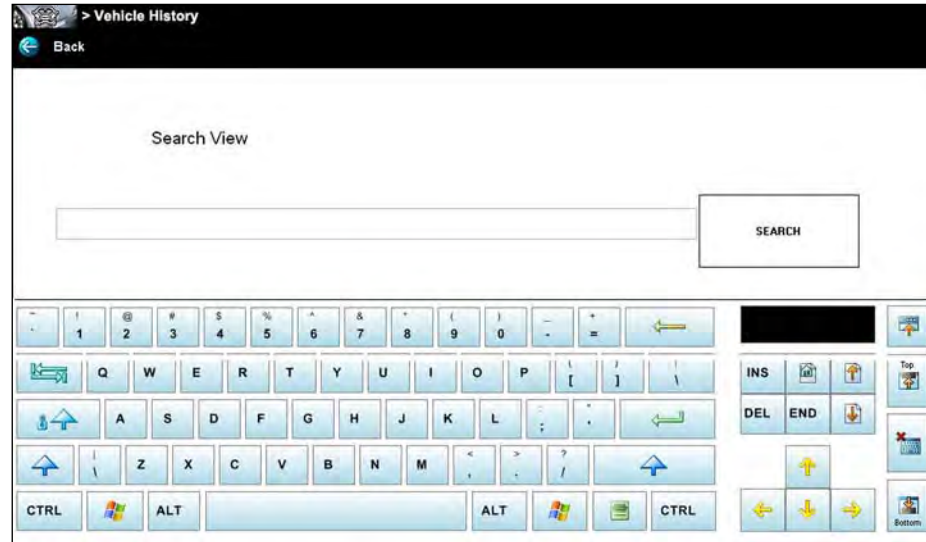 > Vehicle History
Back
Search View
SEARCH
~ ! @ # $ % ^ & * ( ) _ +
` 1 2 3 4 5 6 7 8 9 0 - =
Q W E R T Y U I O P { [ } ] | \
INS
Top
A S D F G H J K L : ; " '
DEL END
| \ Z X C V B N M < , > . ? /
CTRL ALT ALT CTRL
Bottom